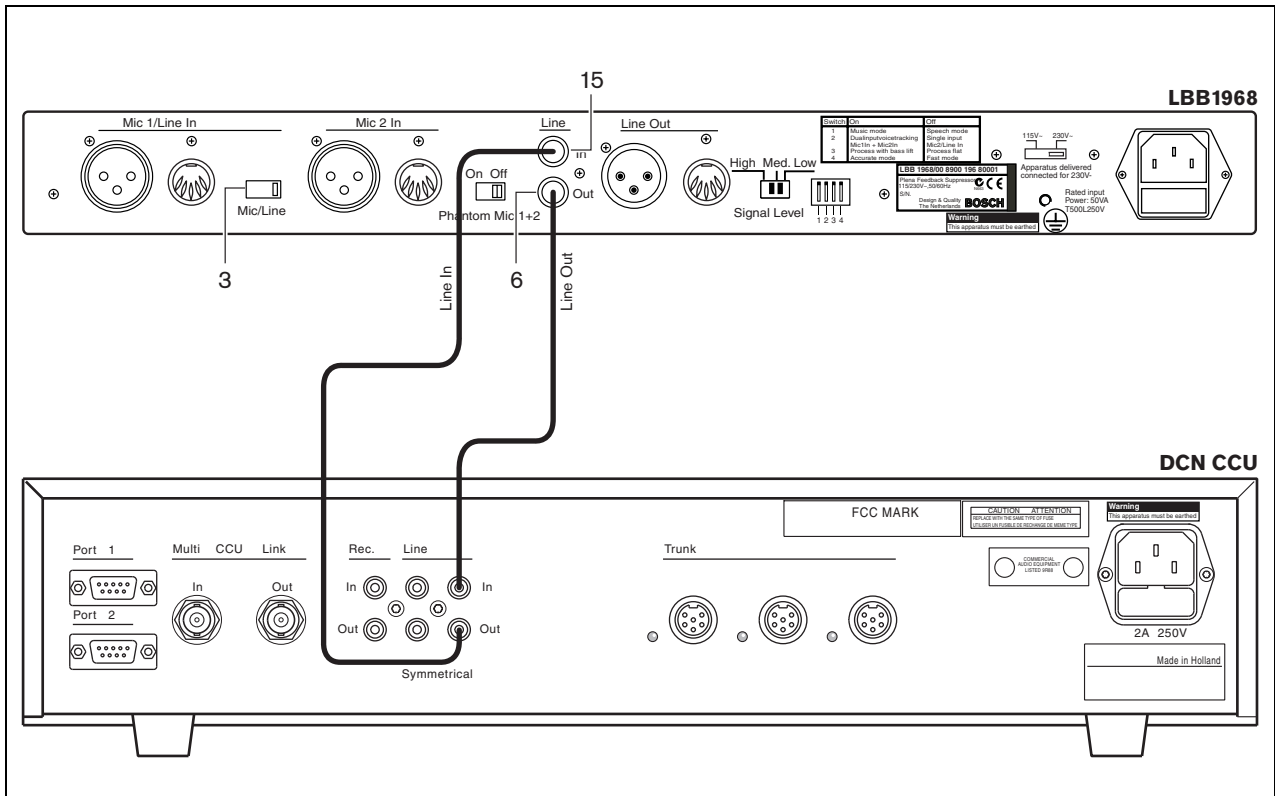 15
LBB1968
Mic 1/Line In
Mic 2 In
Line
Line Out
In
On Off
Out
Mic/Line
Phantom Mic 1+2
High Med. Low
Signal Level
Switch On Off
1 Music mode Speech mode
2 Dualinputvoicetracking Single input
Mic1In + Mic2In Mic2/Line In
3 Process with bass lift Process flat
4 Accurate mode Fast mode
1 2 3 4
LBB 1968/00 8900 196 80001
Plena Feedback Suppressor
115/230V~,50/60Hz
S/N.
CE
Design & Quality
The Netherlands
BOSCH
Warning
This apparatus must be earthed
115V~ 230V~
Apparatus delivered
connected for 230V-
Rated input
Power: 50VA
T500L250V
3
6
Line In
Line Out
DCN CCU
Port 1
Port 2
Multi CCU Link
In
Out
Rec. Line
In
In
Out
Out
Symmetrical
Trunk
FCC MARK
CAUTION ATTENTION
REPLACE WITH THE SAME TYPE OF FUSE
UTILISER UN FUSIBLE DE RECHANGE DE MEME TYPE
COMMERCIAL
AUDIO EQUIPMENT
Warning
This apparatus must be earthed
2A 250V
Made in Holland